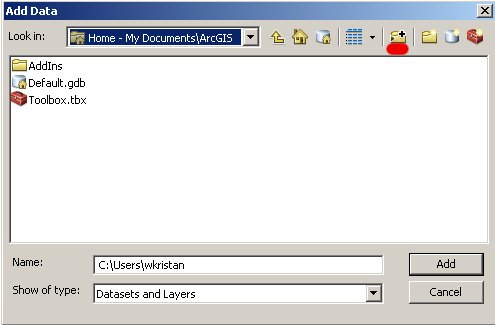 Add Data
Look in: Home - My Documents\ArcGIS
AddIns
Default.gdb
Toolbox.tbx
Name: C:\Users\wkristan Add
Show of type: Datasets and Layers Cancel